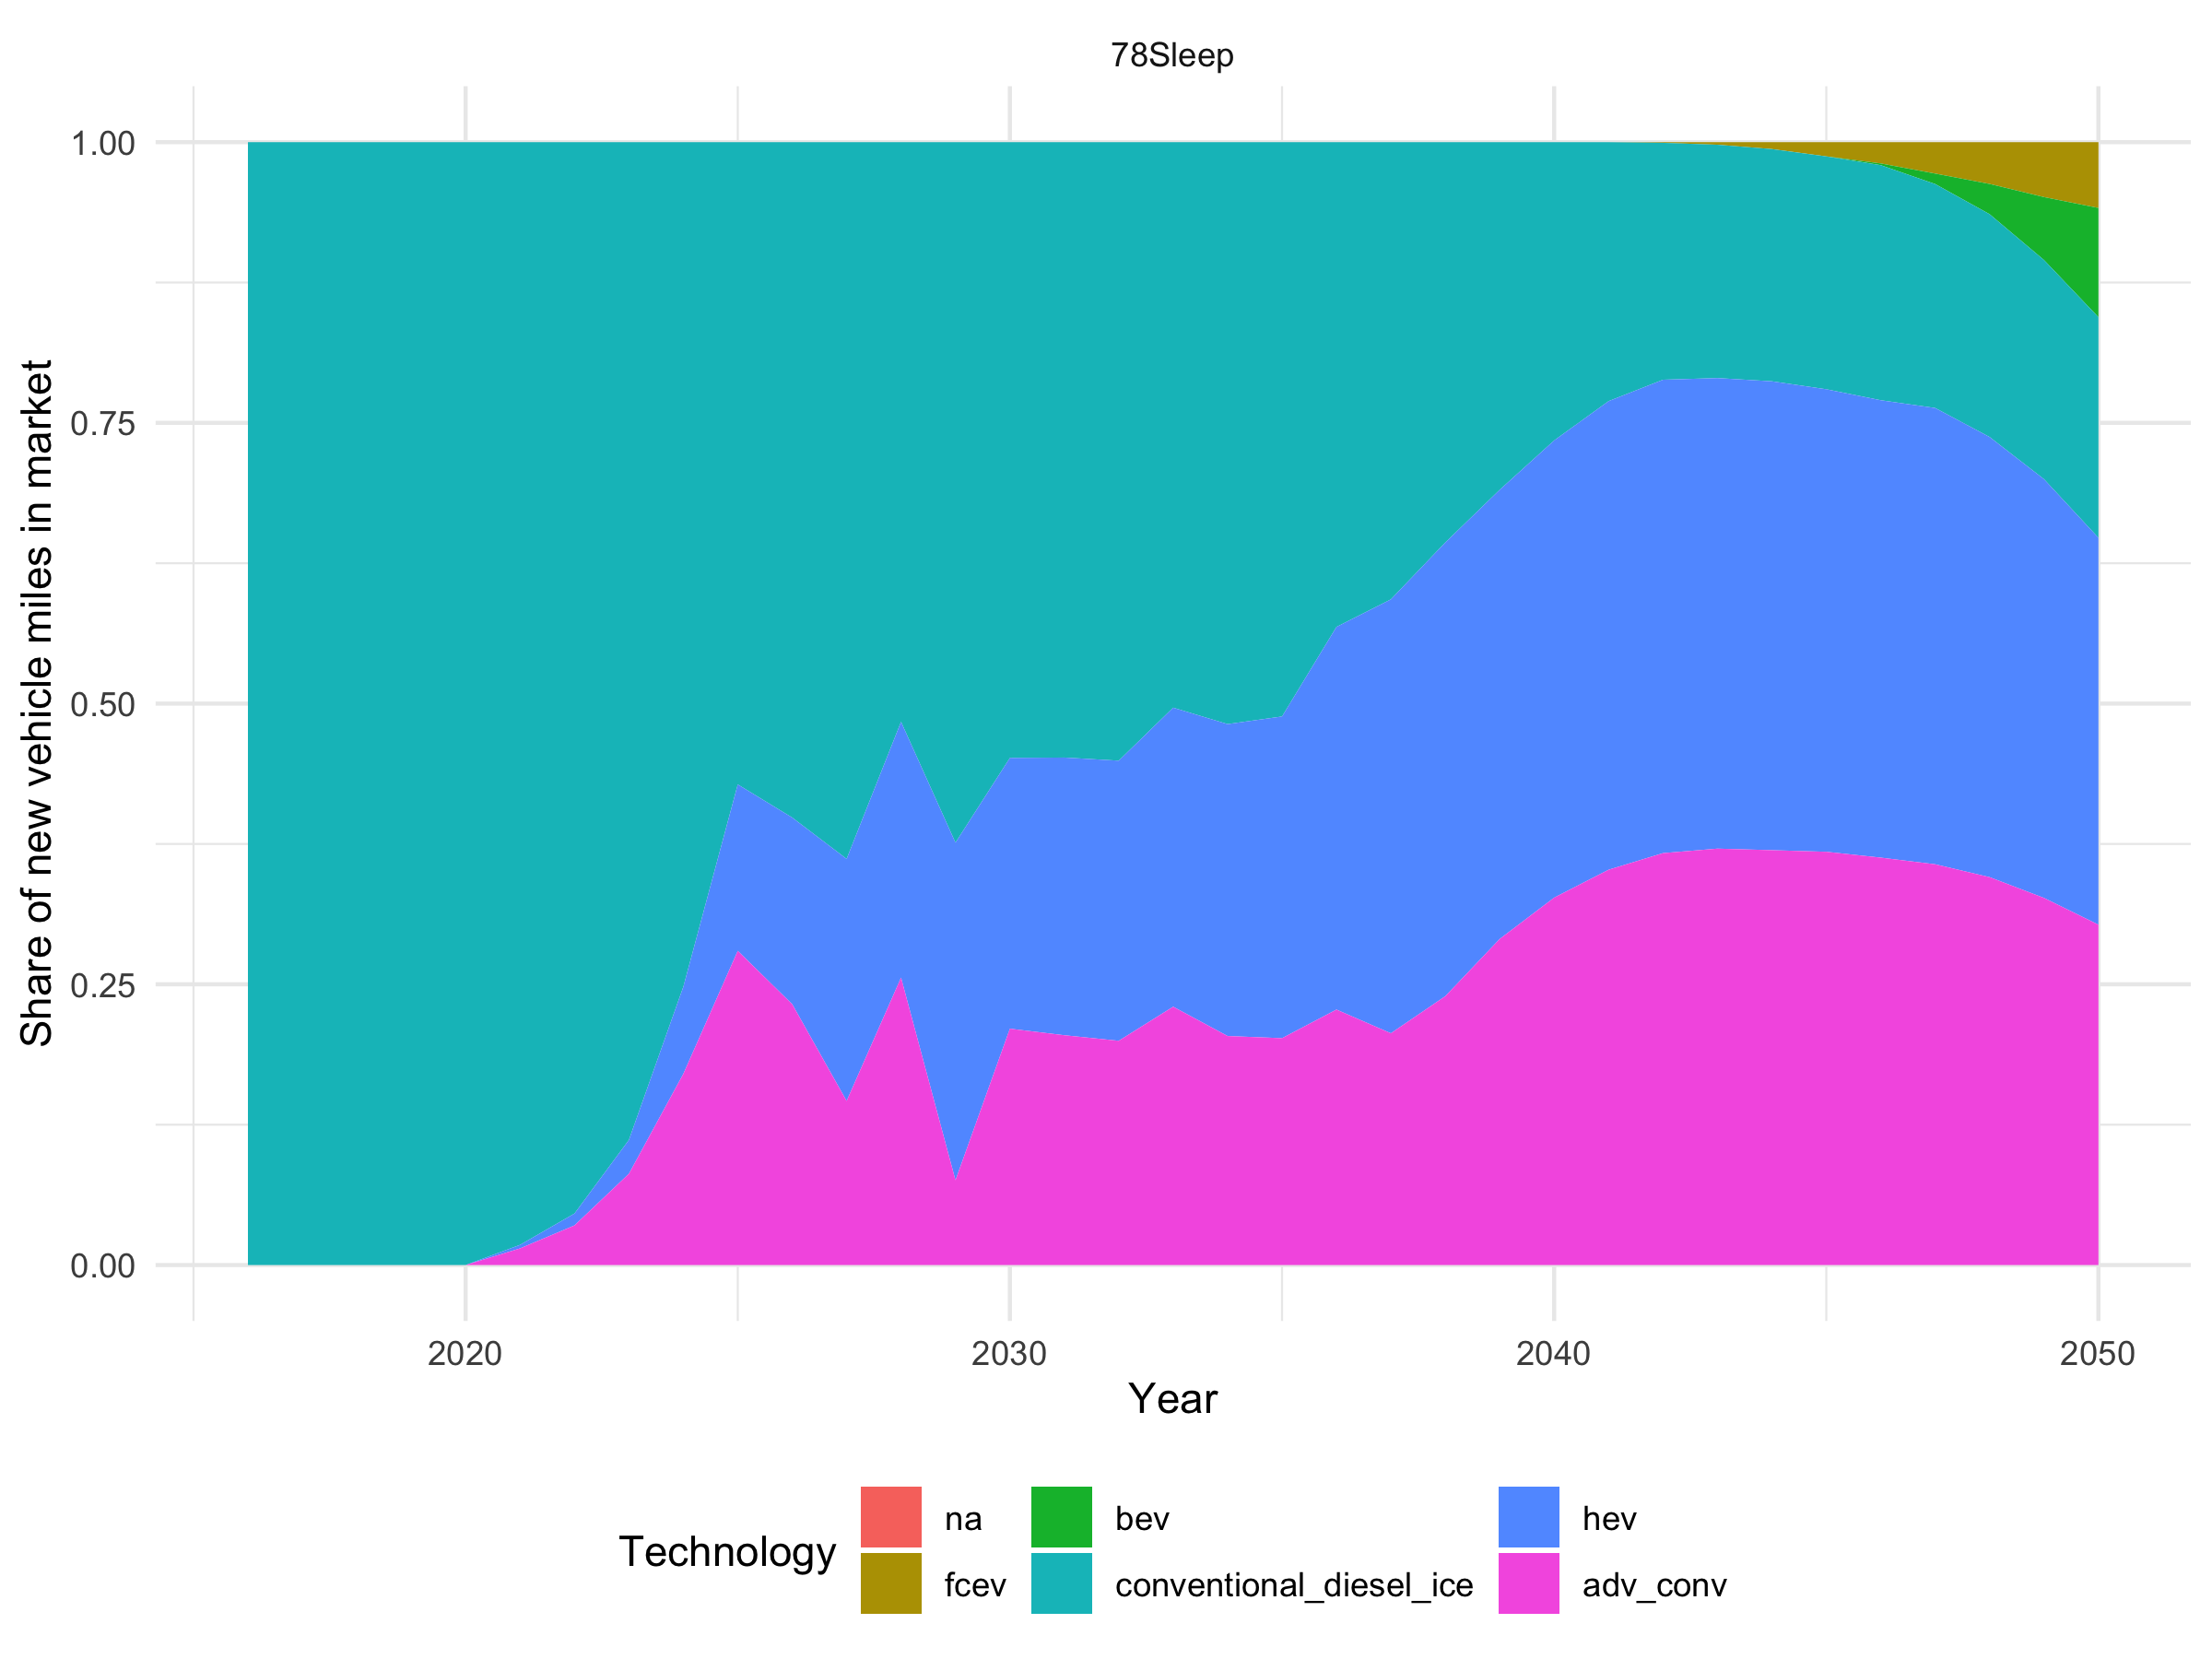 78Sleep
1.00
0.75
0.50
0.25
0.00
Share of new vehicle miles in market
2020 2030 2040 2050
Year
Technology
na bev hev
fcev conventional_diesel_ice adv_conv